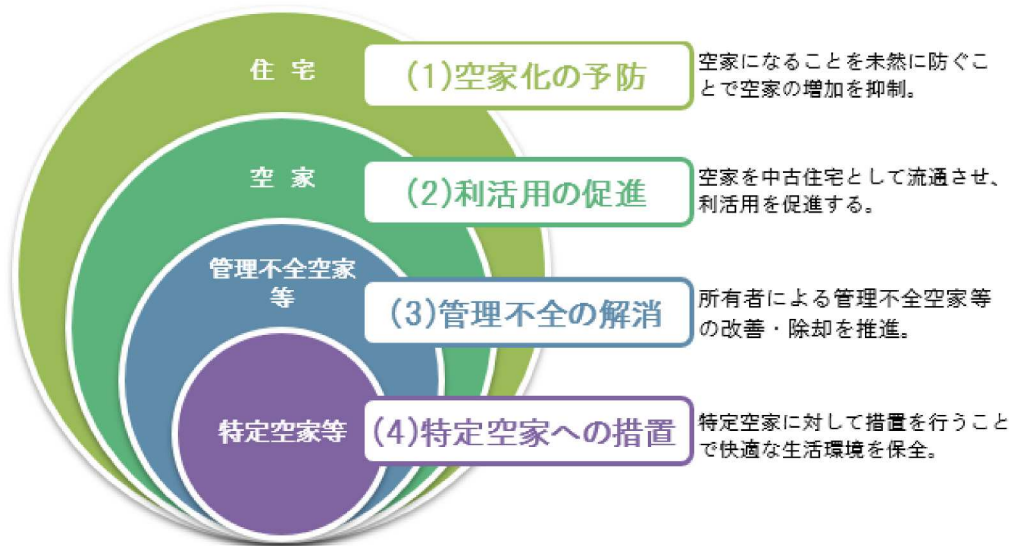 住 宅
(1)空家化の予防
空家になることを未然に防ぐこ
とで空家の増加を抑制。
空 家
(2)利活用の促進
空家を中古住宅として流通させ、
利活用を促進する。
管理不全空家
等
(3)管理不全の解消
所有者による管理不全空家等
の改善・除却を推進。
特定空家等
(4)特定空家への措置
特定空家に対して措置を行うこと
で快適な生活環境を保全。